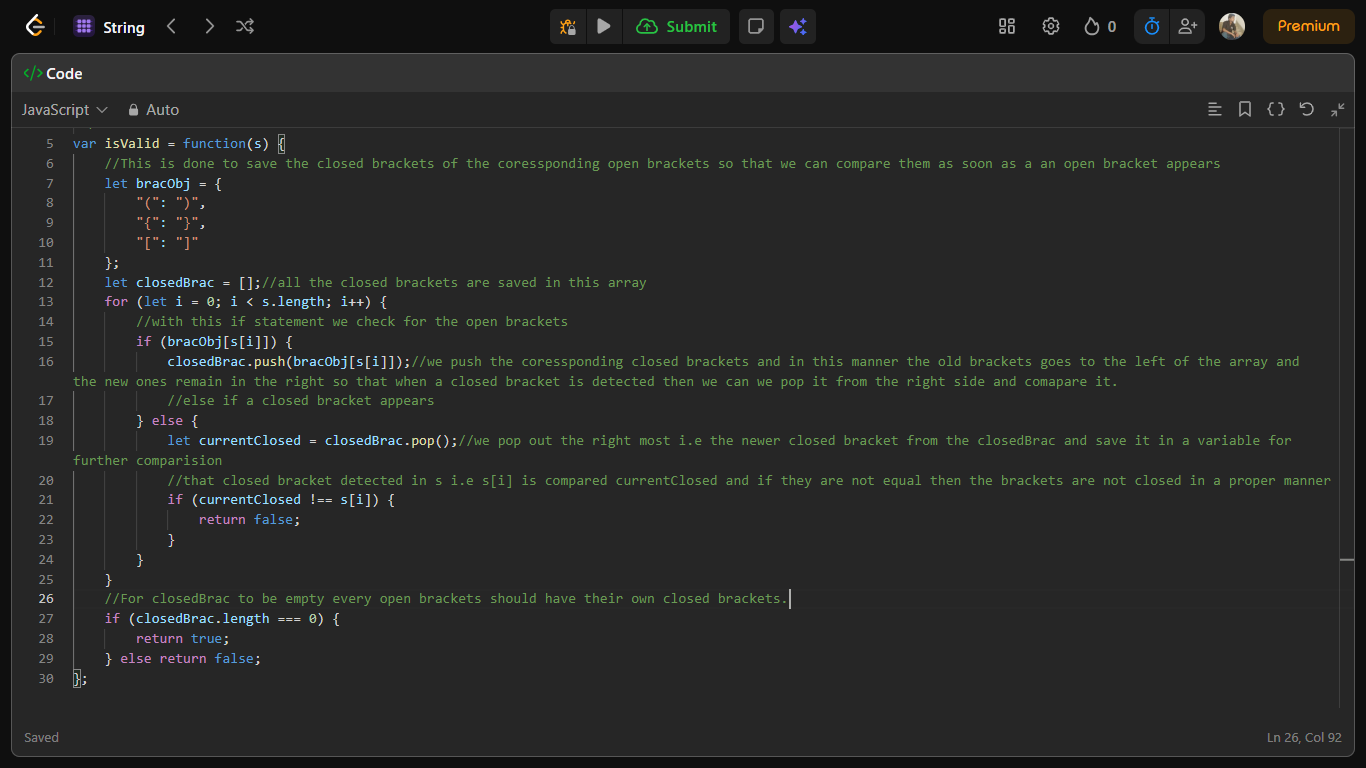 String Submit 0 Premium
</> Code
JavaScript Auto
5 var isValid = function(s) {
6 //This is done to save the closed brackets of the coressponding open brackets so that we can compare them as soon as a an open bracket appears
7 let bracObj = {
8 "(": ")",
9 "{": "}",
10 "[": "]"
11 };
12 let closedBrac = [];//all the closed brackets are saved in this array
13 for (let i = 0; i < s.length; i++) {
14 //with this if statement we check for the open brackets
15 if (bracObj[s[i]]) {
16 closedBrac.push(bracObj[s[i]]);//we push the coressponding closed brackets and in this manner the old brackets goes to the left of the array and
the new ones remain in the right so that when a closed bracket is detected then we can we pop it from the right side and comapare it.
17 //else if a closed bracket appears
18 } else {
19 let currentClosed = closedBrac.pop();//we pop out the right most i.e the newer closed bracket from the closedBrac and save it in a variable for
further comparision
20 //that closed bracket detected in s i.e s[i] is compared currentClosed and if they are not equal then the brackets are not closed in a proper manner
21 if (currentClosed !== s[i]) {
22 return false;
23 }
24 }
25 }
26 //For closedBrac to be empty every open brackets should have their own closed brackets.
27 if (closedBrac.length === 0) {
28 return true;
29 } else return false;
30 };
Saved Ln 26, Col 92